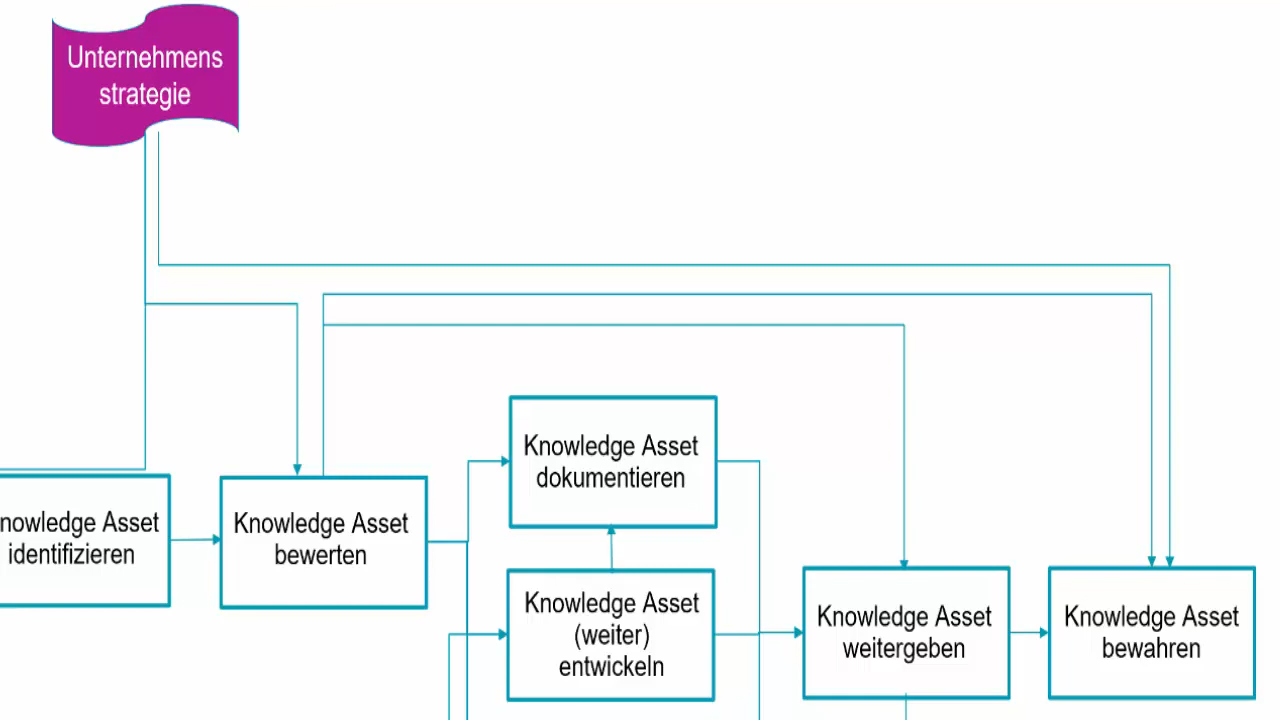 Unternehmens
strategie
Knowledge Asset
dokumentieren
nowledge Asset
identifizieren
Knowledge Asset
bewerten
Knowledge Asset
(weiter)
entwickeln
Knowledge Asset
weitergeben
Knowledge Asset
bewahren